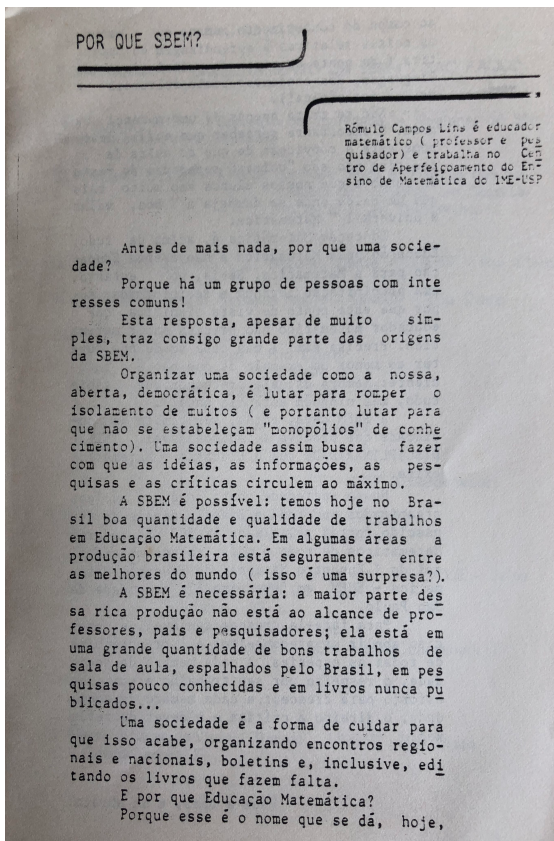 POR QUE SBEM?
Rômulo Campos Lins é educador
matemático ( professor e pes
quisador) e trabalha no Cen
tro de Aperfeiçoamento do En-
sino de Matemática do IME-USP
Antes de mais nada, por que uma socie-
dade?
Porque há um grupo de pessoas com inte
resses comuns!
Esta resposta, apesar de muito sim-
ples, traz consigo grande parte das origens
da SBEM.
Organizar uma sociedade como a nossa,
aberta, democrática, é lutar para romper o
isolamento de muitos ( e portanto lutar para
que não se estabeleçam "monopólios" de conhe
cimento). Uma sociedade assim busca fazer
com que as idéias, as informações, as pes-
quisas e as críticas circulem ao máximo.
A SBEM é possível: temos hoje no Bra-
sil boa quantidade e qualidade de trabalhos
em Educação Matemática. Em algumas áreas a
produção brasileira está seguramente entre
as melhores do mundo ( isso é uma surpresa?).
A SBEM é necessária: a maior parte des
sa rica produção não está ao alcance de pro-
fessores, pais e pesquisadores; ela está em
uma grande quantidade de bons trabalhos de
sala de aula, espalhados pelo Brasil, em pes
quisas pouco conhecidas e em livros nunca pu
blicados...
Uma sociedade é a forma de cuidar para
que isso acabe, organizando encontros regio-
nais e nacionais, boletins e, inclusive, edi
tando os livros que fazem falta.
E por que Educação Matemática?
Porque esse é o nome que se dá, hoje,